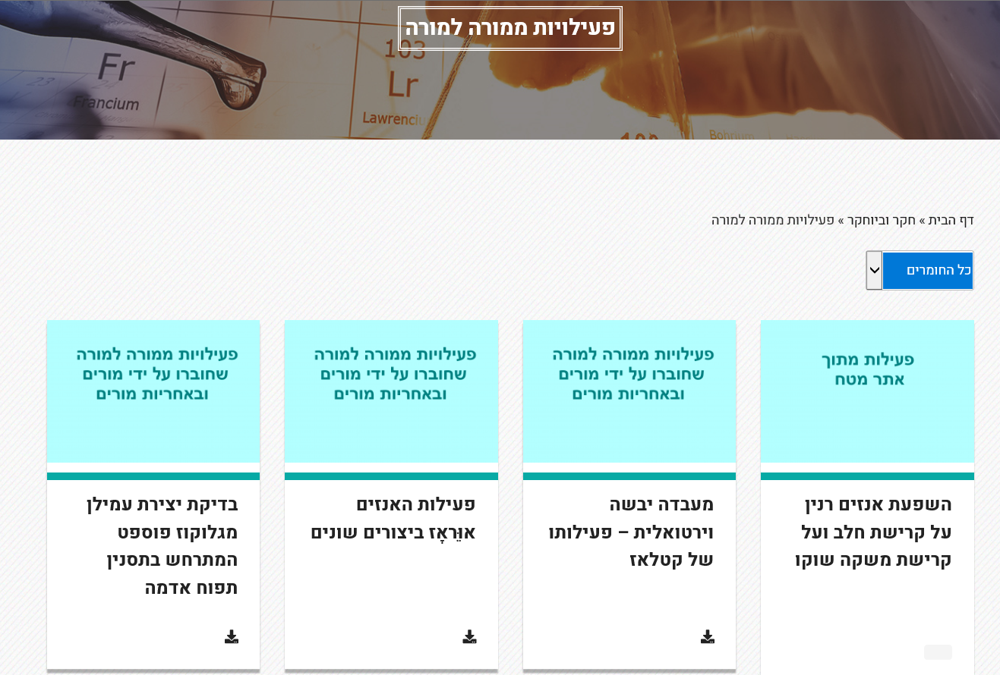 פעילויות ממורה למורה
103
Fr
Lr
Francium
Lawrenciu
Bohrium
דף הבית » חקר וביוחקר » פעילויות ממורה למורה
כל החומרים
פעילות מתוך
אתר מטח
השפעת אנזים רנין
על קרישת חלב ועל
קרישת משקה שוקו
פעילויות ממורה למורה
שחוברו על ידי מורים
ובאחריות מורים
מעבדה יבשה
וירטואלית – פעילותו
של קטלאז
פעילויות ממורה למורה
שחוברו על ידי מורים
ובאחריות מורים
פעילות האנזים
אוּרֵאָז ביצורים שונים
פעילויות ממורה למורה
שחוברו על ידי מורים
ובאחריות מורים
בדיקת יצירת עמילן
מגלוקוז פוספט
המתרחש בתסנין
תפוח אדמה